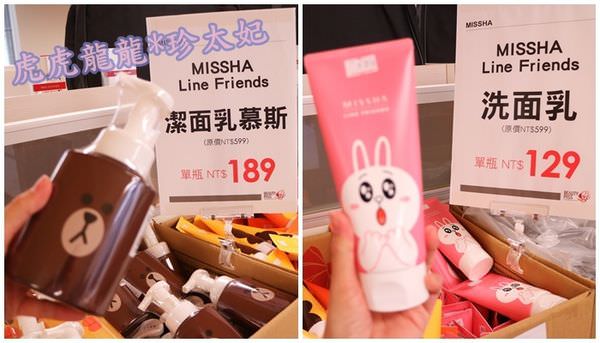 虎虎龍龍*珍太妃
MISSHA
MISSHA
Line Friends
潔面乳慕斯
(原價NT$599)
單瓶 NT$ 189
MISSHA
LINE FRIENDS
MISSHA
MISSHA
Line Friends
洗面乳
(原價NT$599)
單瓶 NT$ 129